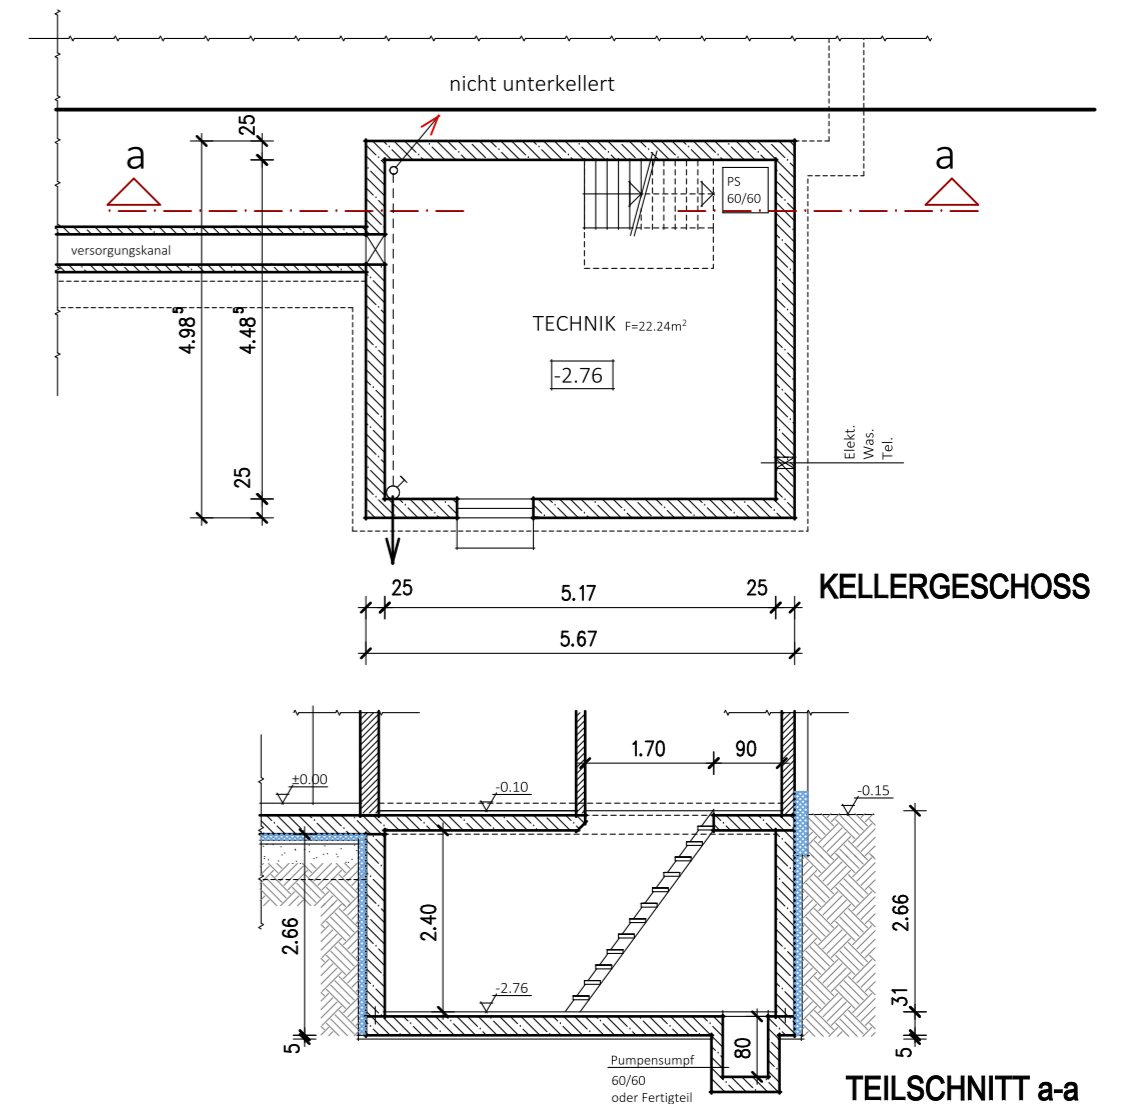 nicht unterkellert
25
a
a
PS
60/60
versorgungskanal
4.98⁵
4.48⁵
TECHNIK F=22.24m²
-2.76
Elekt.
Was.
Tel.
25
KELLERGESCHOSS
25
5.17
25
5.67
1.70
90
±0.00
-0.10
-0.15
2.66
2.40
2.66
-2.76
31
5
80
5
Pumpensumpf
60/60
oder Fertigteil
TEILSCHNITT a-a